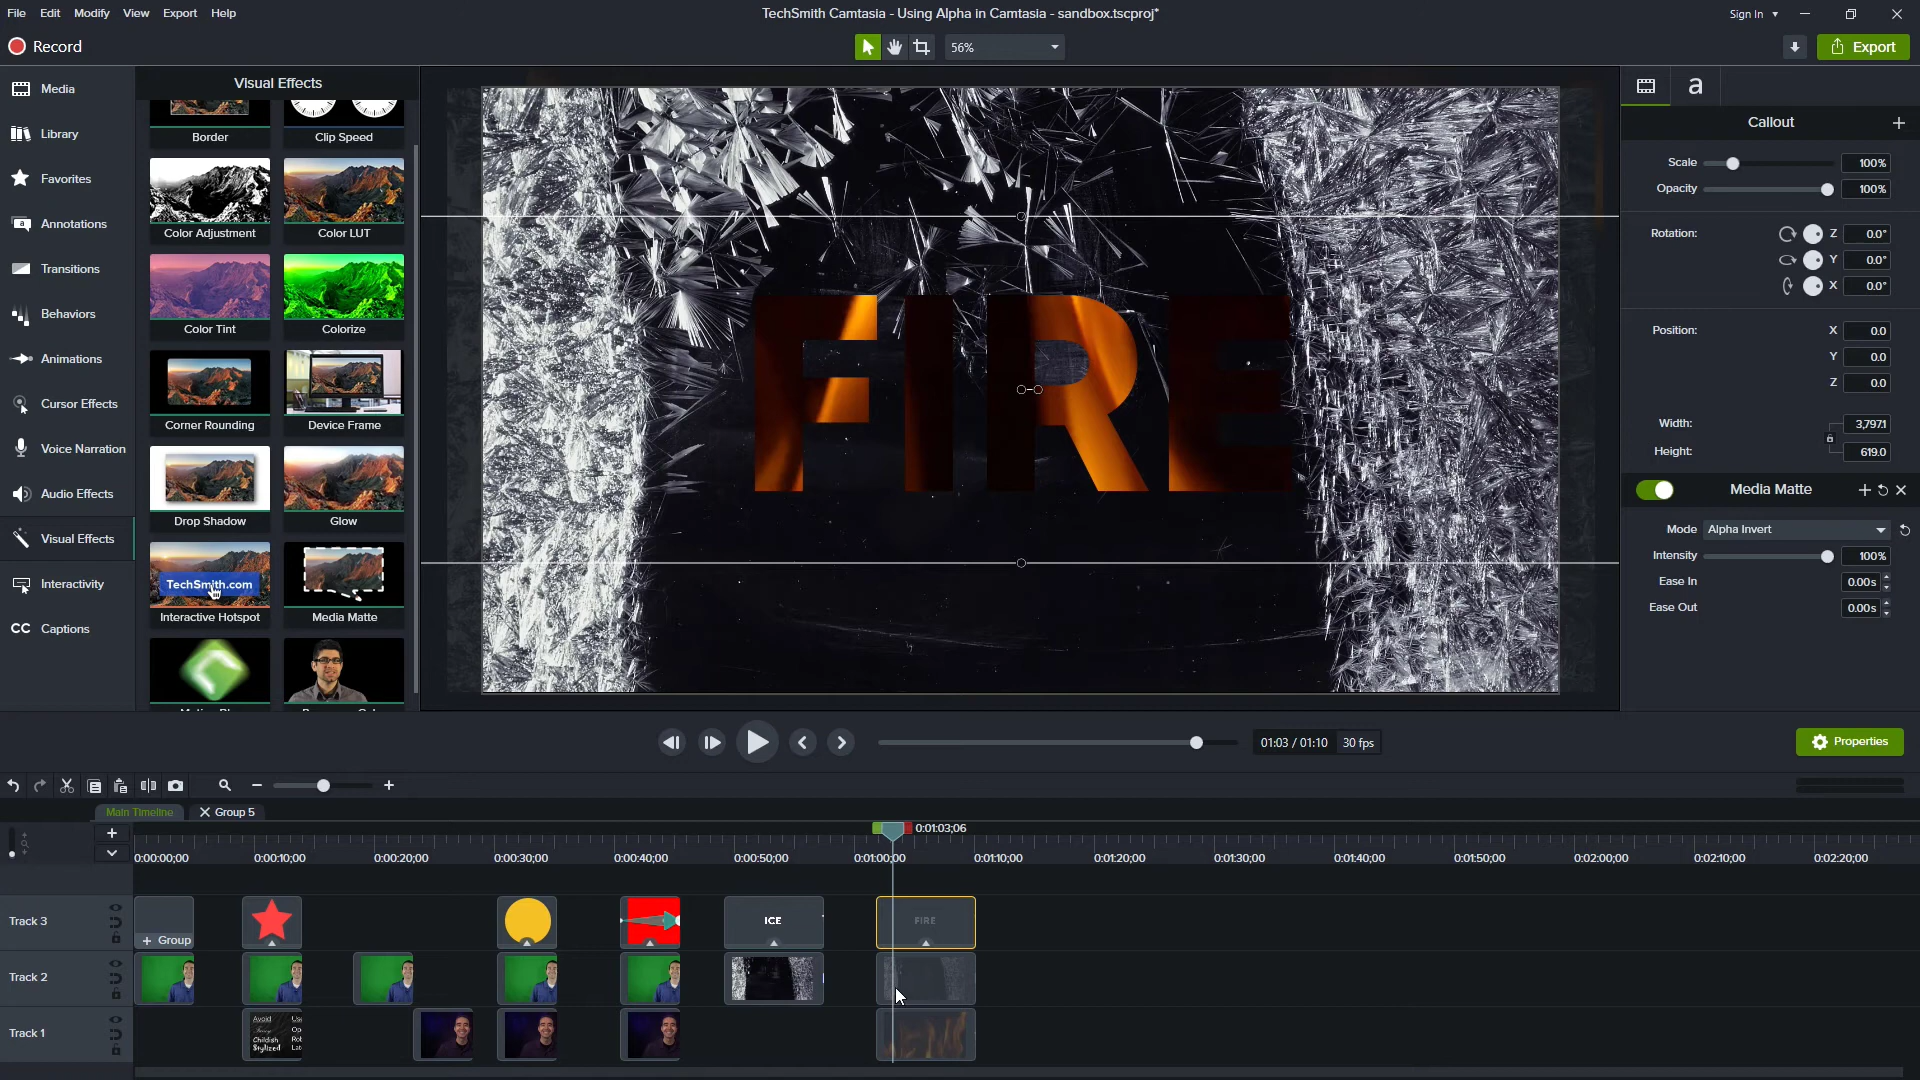 File Edit Modify View Export Help
TechSmith Camtasia - Using Alpha in Camtasia - sandbox.tscproj*
Sign In
Record
56%
Export
Media
Library
Favorites
Annotations
Transitions
Behaviors
Animations
Cursor Effects
Voice Narration
Audio Effects
Visual Effects
Interactivity
CC Captions
Visual Effects
Border Clip Speed
Color Adjustment Color LUT
Color Tint Colorize
Corner Rounding Device Frame
Drop Shadow Glow
TechSmith.com
Interactive Hotspot Media Matte
FIRE
a
Callout
Scale 100%
Opacity 100%
Rotation: Z 0.0°
Y 0.0°
X 0.0°
Position: X 0.0
Y 0.0
Z 0.0
Width: 3,797.1
Height: 619.0
Media Matte
Mode Alpha Invert
Intensity 100%
Ease In 0.00s
Ease Out 0.00s
01:03 / 01:10 30 fps
Properties
Main Timeline Group 5
0:01:03;06
0:00:00;00 0:00:10;00 0:00:20;00 0:00:30;00 0:00:40;00 0:00:50;00 0:01:00;00 0:01:10;00 0:01:20;00 0:01:30;00 0:01:40;00 0:01:50;00 0:02:00;00 0:02:10;00 0:02:20;00
Track 3
+ Group
ICE
FIRE
Track 2
Track 1
Avoid
Childish
Stylized